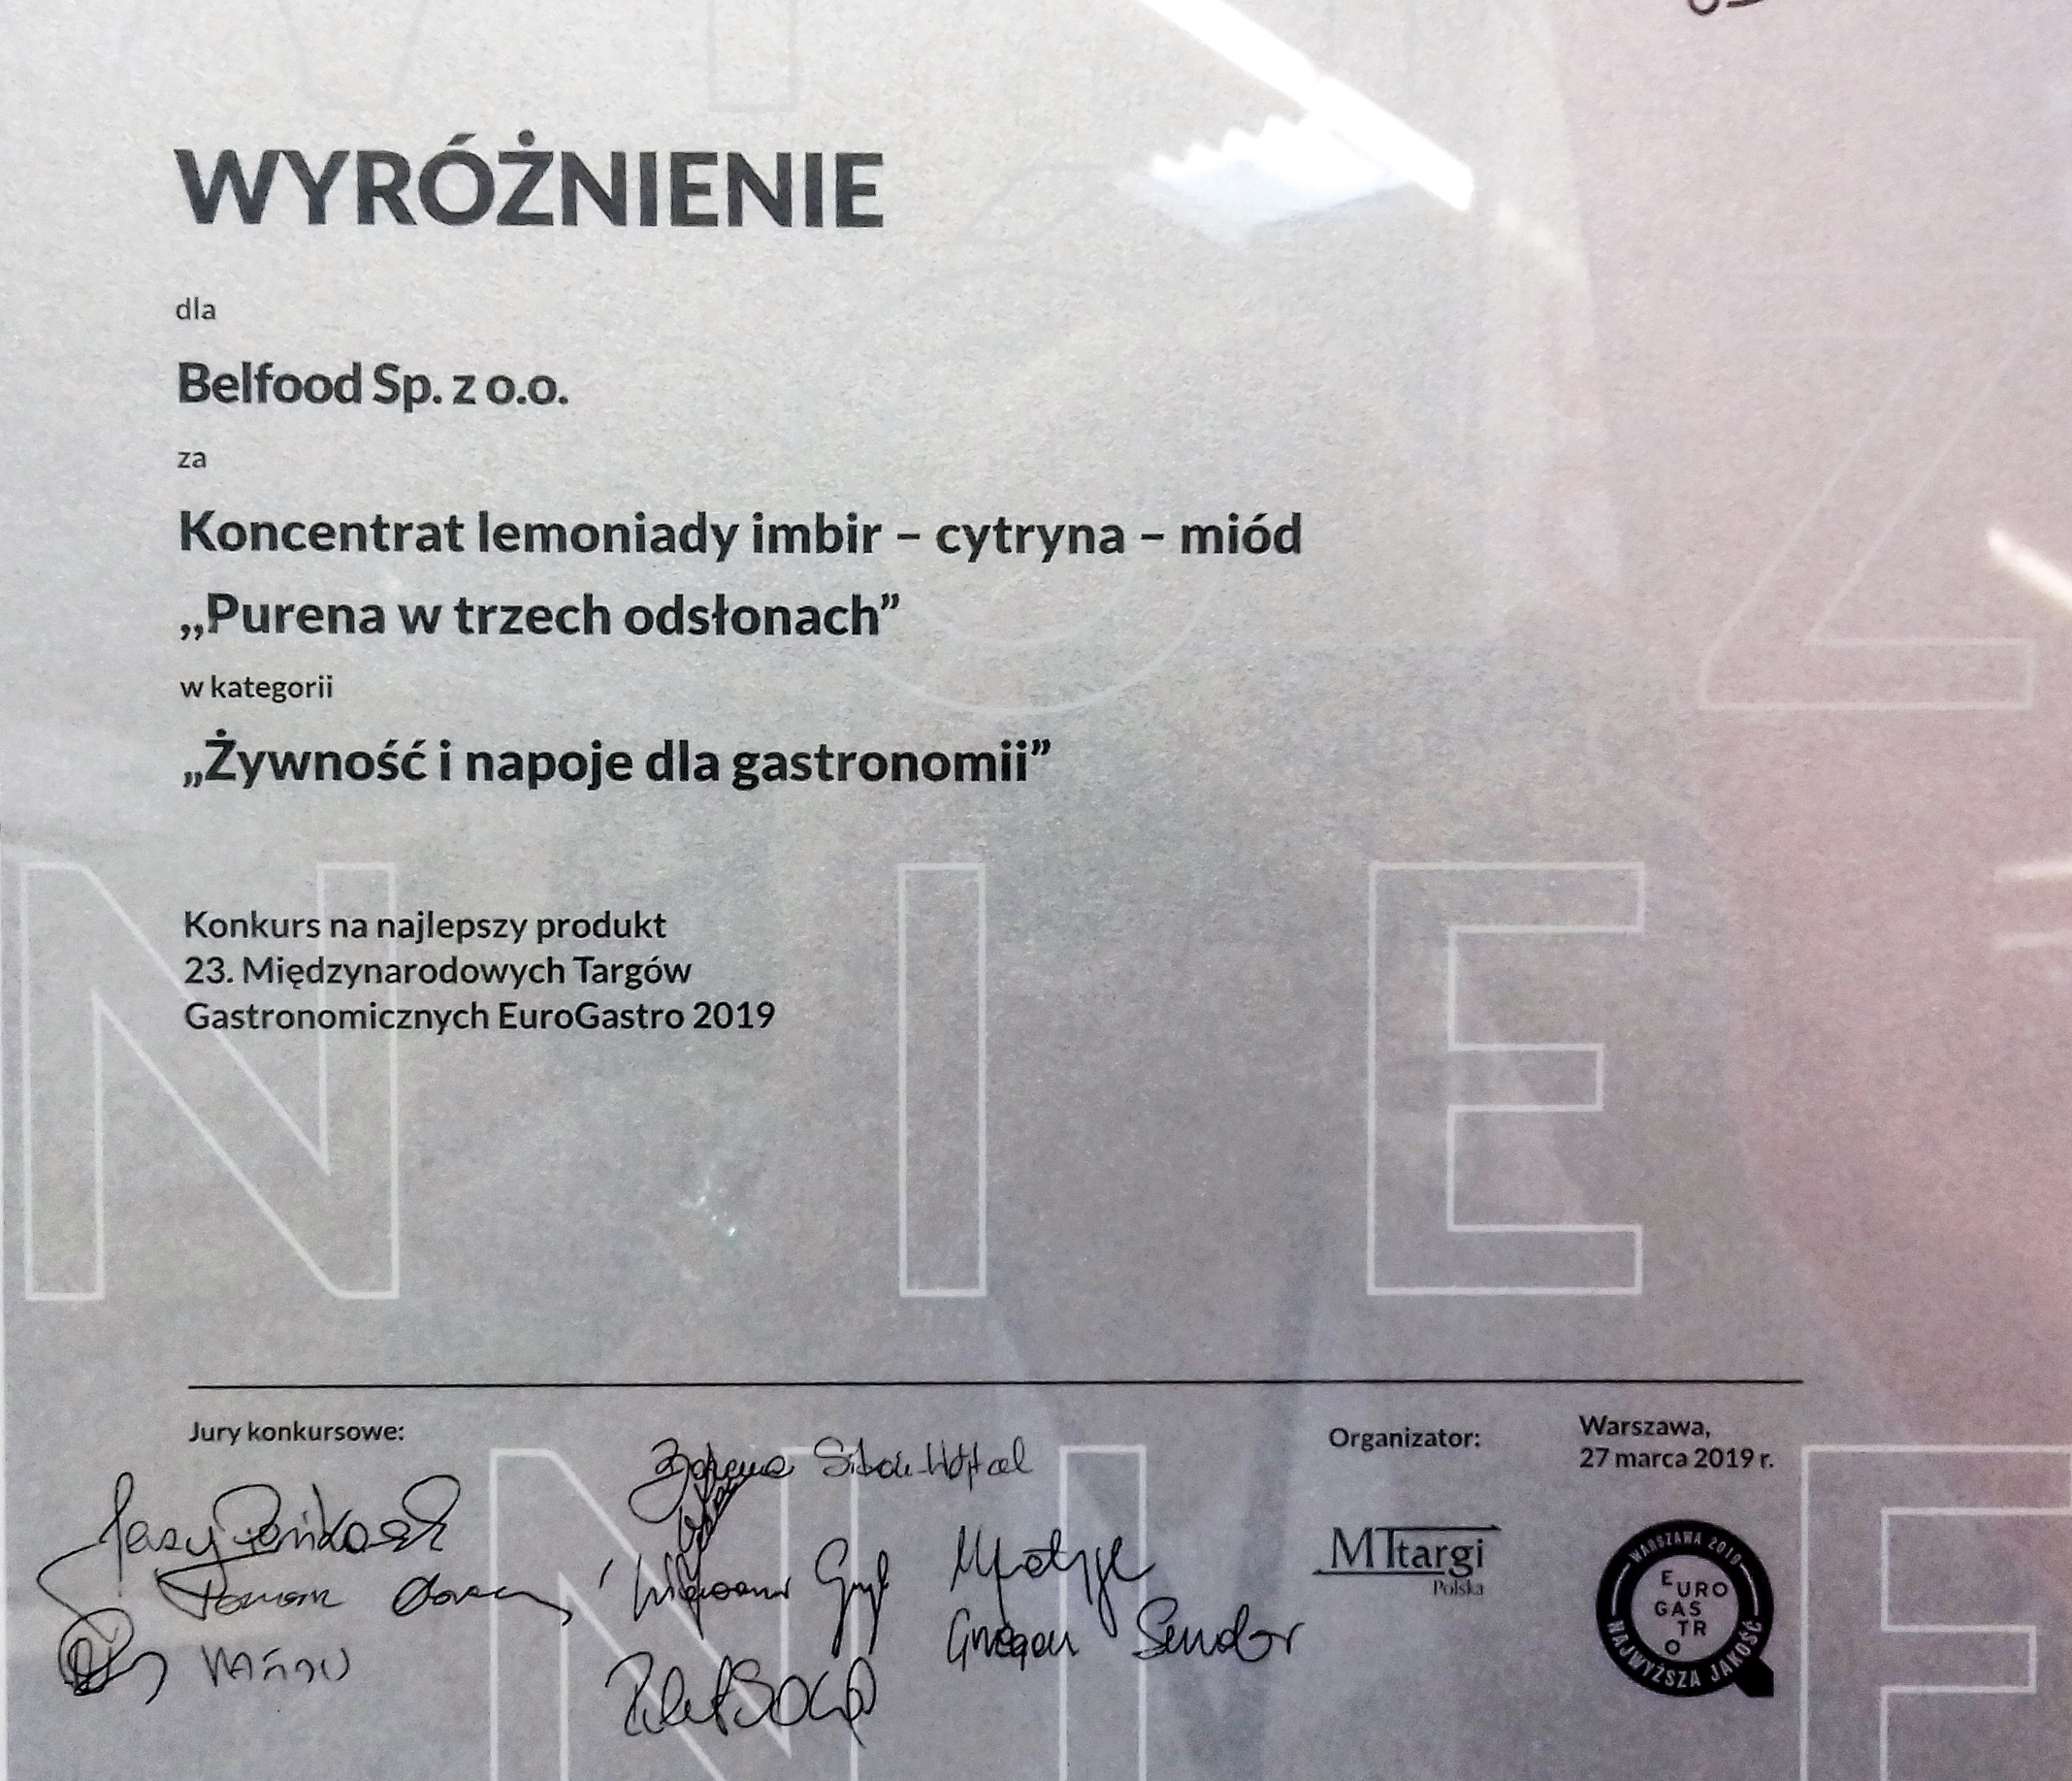 WYRÓŻNIENIE
dla
Belfood Sp. z o.o.
za
Koncentrat lemoniady imbir – cytryna – miód
„Purena w trzech odsłonach”
w kategorii
„Żywność i napoje dla gastronomii”
N I E
Konkurs na najlepszy produkt
23. Międzynarodowych Targów
Gastronomicznych EuroGastro 2019
Jury konkursowe:
Organizator:
Warszawa,
27 marca 2019 r.
Grzegorz Sendor
MTtargi
Polska
WARSZAWA 2019
EURO
GAS
TR
O
NAJWYŻSZA JAKOŚĆ
N I E